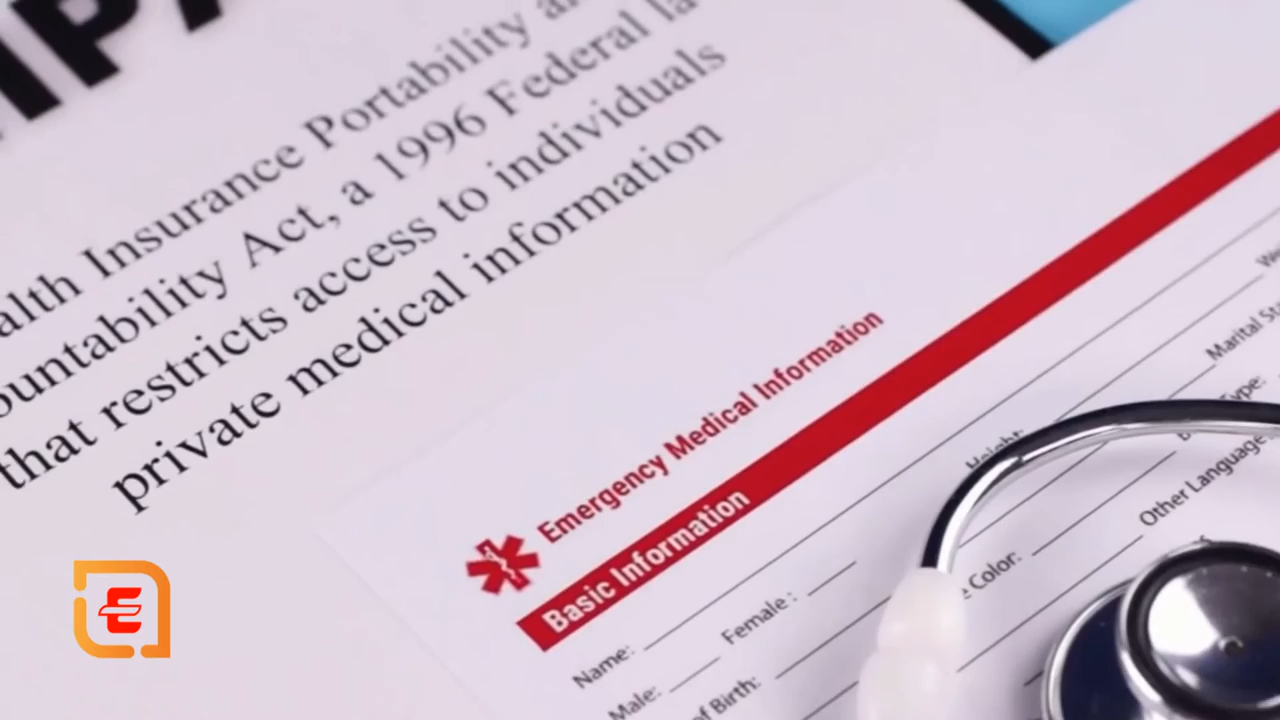 IPA
alth Insurance Portability a
ountability Act, a 1996 Federal la
that restricts access to individuals
private medical information
Emergency Medical Information
Basic Information
Name:
Male:
Female :
of Birth:
Height:
Marital Sta
Type:
e Color:
Other Language
E